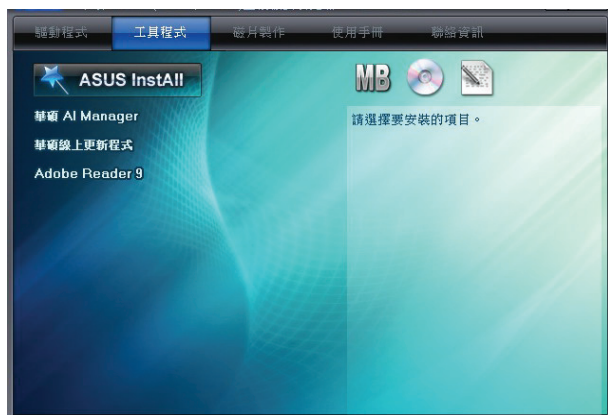 驅動程式 工具程式 磁片製作 使用手冊 聯絡資訊
ASUS InstAll
MB
華碩 AI Manager
請選擇要安裝的項目。
華碩線上更新程式
Adobe Reader 9